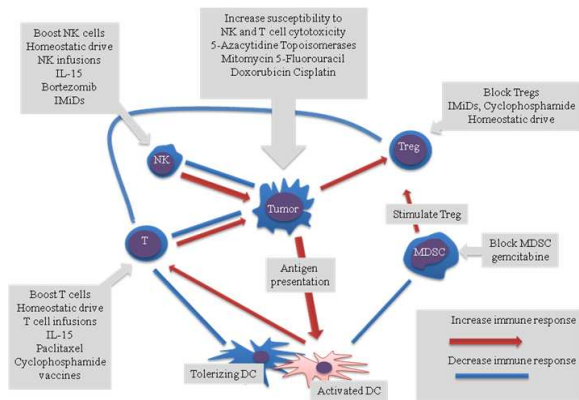 Boost NK cells
Homeostatic drive
NK infusions
IL-15
Bortezomib
IMiDs
Increase susceptibility to
NK and T cell cytotoxicity
5-Azacytidine Topoisomerases
Mitomycin 5-Fluorouracil
Doxorubicin Cisplatin
Block Tregs
IMiDs, Cyclophosphamide
Homeostatic drive
NK
Treg
Tumor
Stimulate Treg
T
MDSC
Block MDSC
gemcitabine
Antigen
presentation
Boost T cells
Homeostatic drive
T cell infusions
IL-15
Paclitaxel
Cyclophosphamide
vaccines
Tolerizing DC
Activated DC
Increase immune response
Decrease immune response